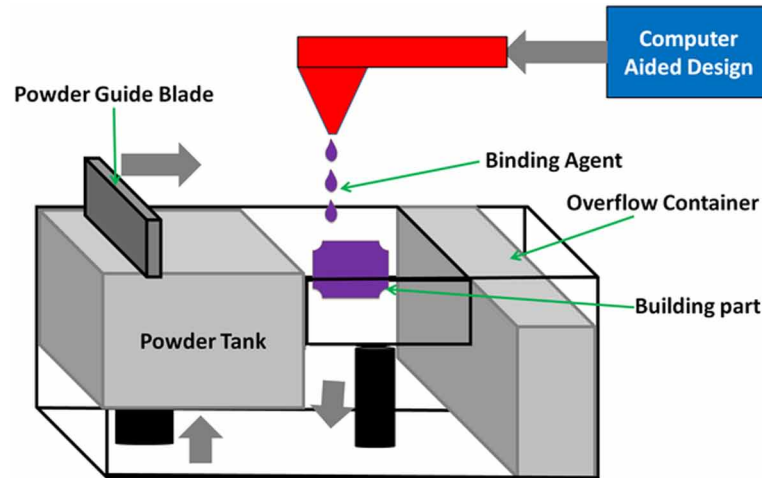 Computer
Aided Design
Powder Guide Blade
Binding Agent
Overflow Container
Building part
Powder Tank